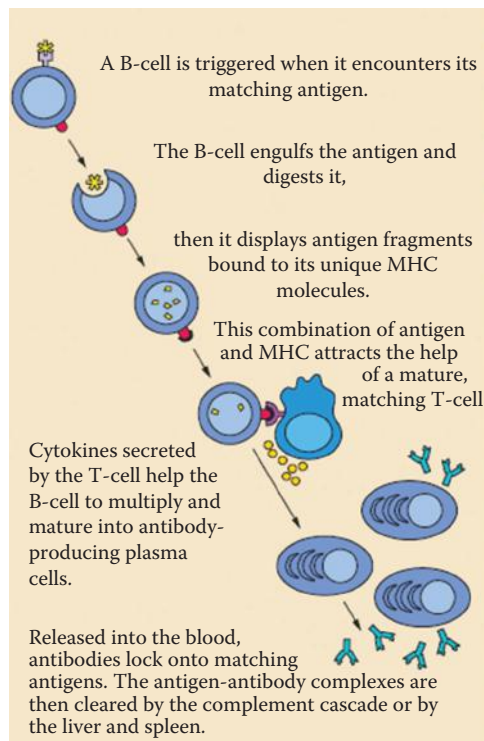 A B-cell is triggered when it encounters its
matching antigen.
The B-cell engulfs the antigen and
digests it,
then it displays antigen fragments
bound to its unique MHC
molecules.
This combination of antigen
and MHC attracts the help
of a mature,
matching T-cell
Cytokines secreted
by the T-cell help the
B-cell to multiply and
mature into antibody-
producing plasma
cells.
Released into the blood,
antibodies lock onto matching
antigens. The antigen-antibody complexes are
then cleared by the complement cascade or by
the liver and spleen.